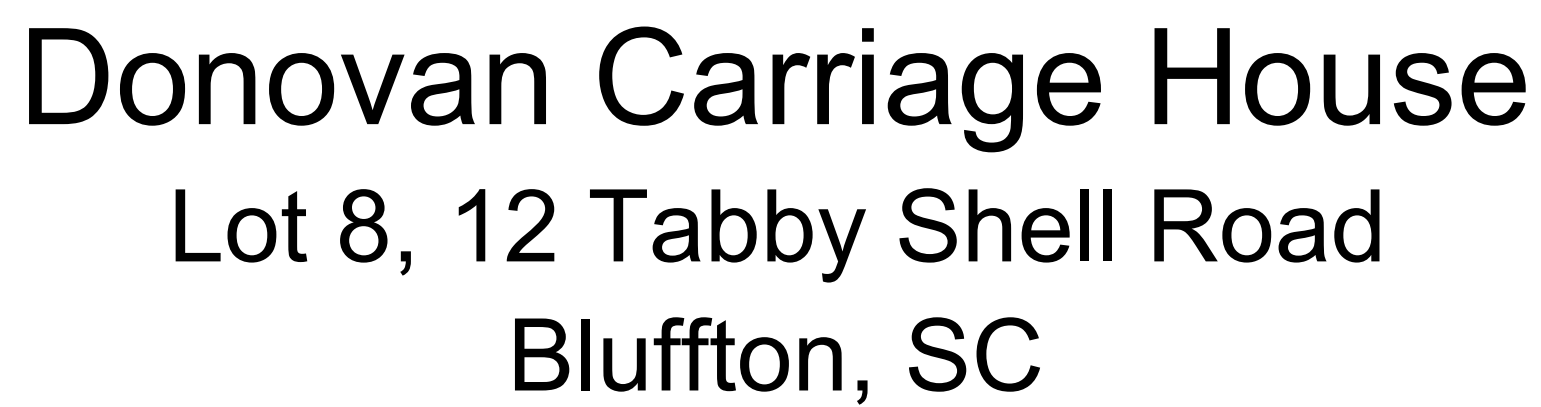 Donovan Carriage House
Lot 8, 12 Tabby Shell Road
Bluffton, SC